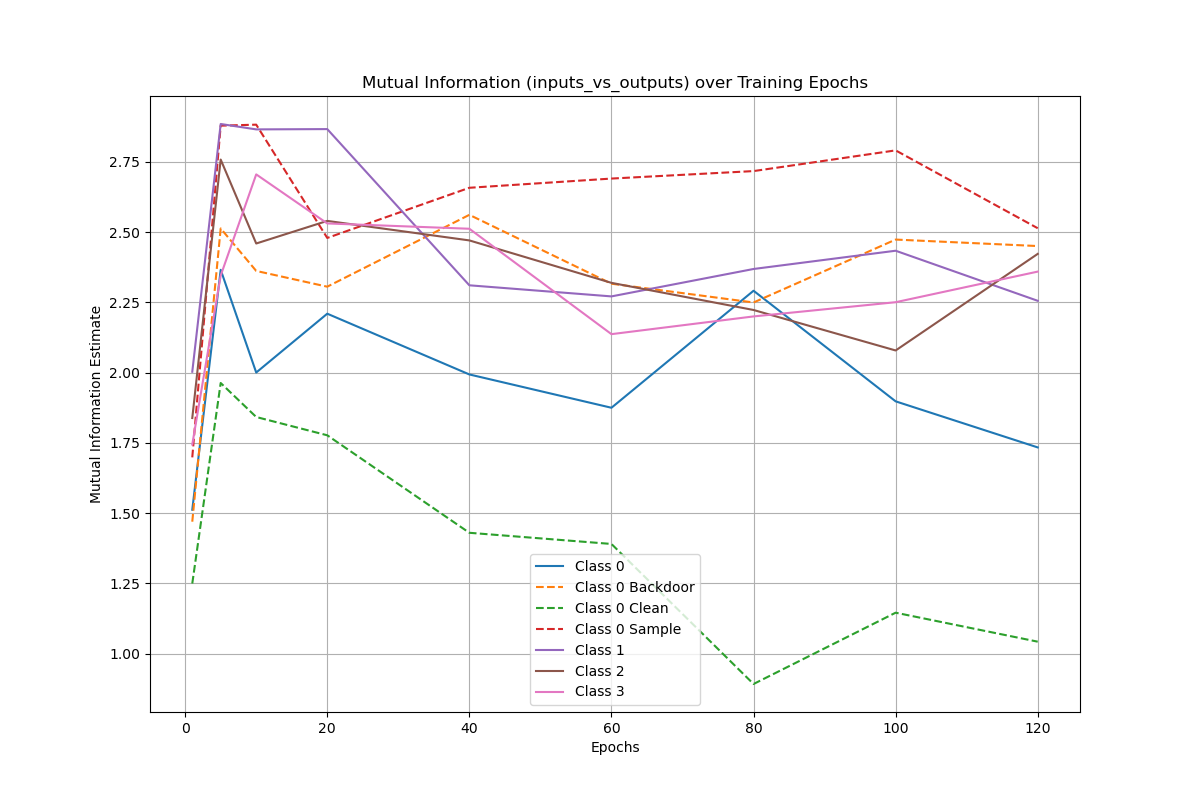 Mutual Information (inputs_vs_outputs) over Training Epochs
Mutual Information Estimate
2.75
2.50
2.25
2.00
1.75
1.50
1.25
1.00
Class 0
Class 0 Backdoor
Class 0 Clean
Class 0 Sample
Class 1
Class 2
Class 3
0
20
40
60
80
100
120
Epochs